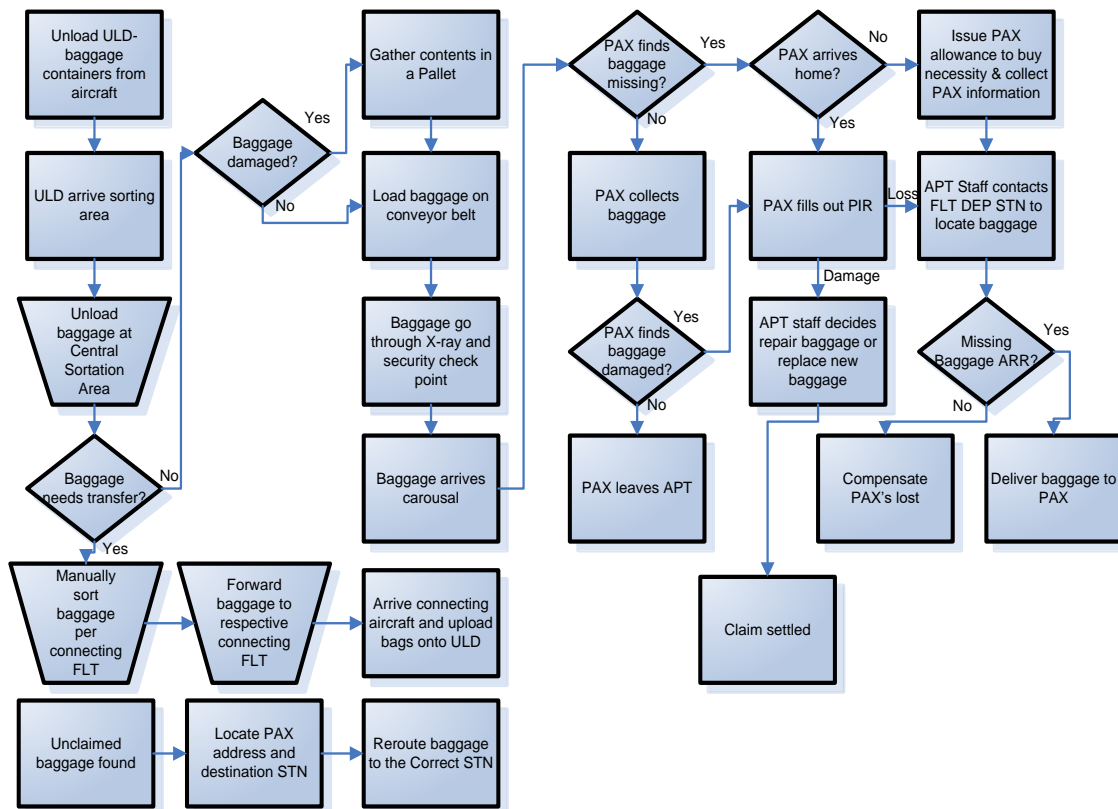 Unload ULD-
baggage
containers from
aircraft
ULD arrive sorting
area
Unload
baggage at
Central
Sortation
Area
Baggage
needs transfer?
No
Yes
Manually
sort
baggage
per
connecting
FLT
Forward
baggage to
respective
connecting
FLT
Arrive connecting
aircraft and upload
bags onto ULD
Unclaimed
baggage found
Locate PAX
address and
destination STN
Reroute baggage
to the Correct STN
Baggage
damaged?
Yes
No
Gather contents in
a Pallet
Load baggage on
conveyor belt
Baggage go
through X-ray and
security check
point
Baggage arrives
carousal
PAX finds
baggage
missing?
Yes
No
PAX collects
baggage
PAX finds
baggage
damaged?
Yes
No
PAX leaves APT
PAX arrives
home?
No
Yes
PAX fills out PIR
Loss
Damage
APT staff decides
repair baggage or
replace new
baggage
Claim settled
Issue PAX
allowance to buy
necessity & collect
PAX information
APT Staff contacts
FLT DEP STN to
locate baggage
Missing
Baggage ARR?
Yes
No
Compensate
PAX's lost
Deliver baggage to
PAX